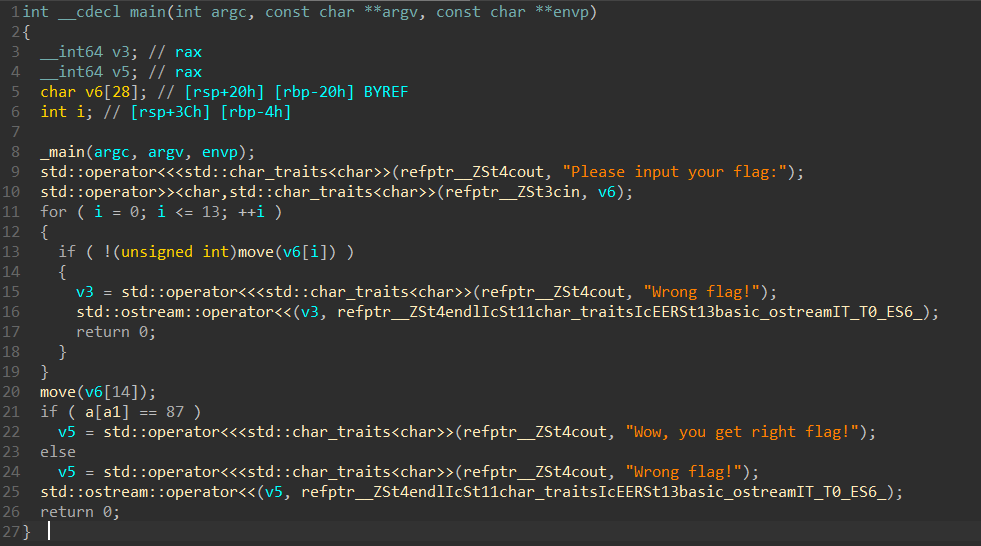 1 int __cdecl main(int argc, const char **argv, const char **envp)
2 {
3   __int64 v3; // rax
4   __int64 v5; // rax
5   char v6[28]; // [rsp+20h] [rbp-20h] BYREF
6   int i; // [rsp+3Ch] [rbp-4h]
7
8   _main(argc, argv, envp);
9   std::operator<<<std::char_traits<char>>(refptr__ZSt4cout, "Please input your flag:");
10   std::operator>><char,std::char_traits<char>>(refptr__ZSt3cin, v6);
11   for ( i = 0; i <= 13; ++i )
12   {
13     if ( !(unsigned int)move(v6[i]) )
14     {
15       v3 = std::operator<<<std::char_traits<char>>(refptr__ZSt4cout, "Wrong flag!");
16       std::ostream::operator<<(v3, refptr__ZSt4endlIcSt11char_traitsIcEERSt13basic_ostreamIT_T0_ES6_);
17       return 0;
18     }
19   }
20   move(v6[14]);
21   if ( a[a1] == 87 )
22     v5 = std::operator<<<std::char_traits<char>>(refptr__ZSt4cout, "Wow, you get right flag!");
23   else
24     v5 = std::operator<<<std::char_traits<char>>(refptr__ZSt4cout, "Wrong flag!");
25   std::ostream::operator<<(v5, refptr__ZSt4endlIcSt11char_traitsIcEERSt13basic_ostreamIT_T0_ES6_);
26   return 0;
27 }